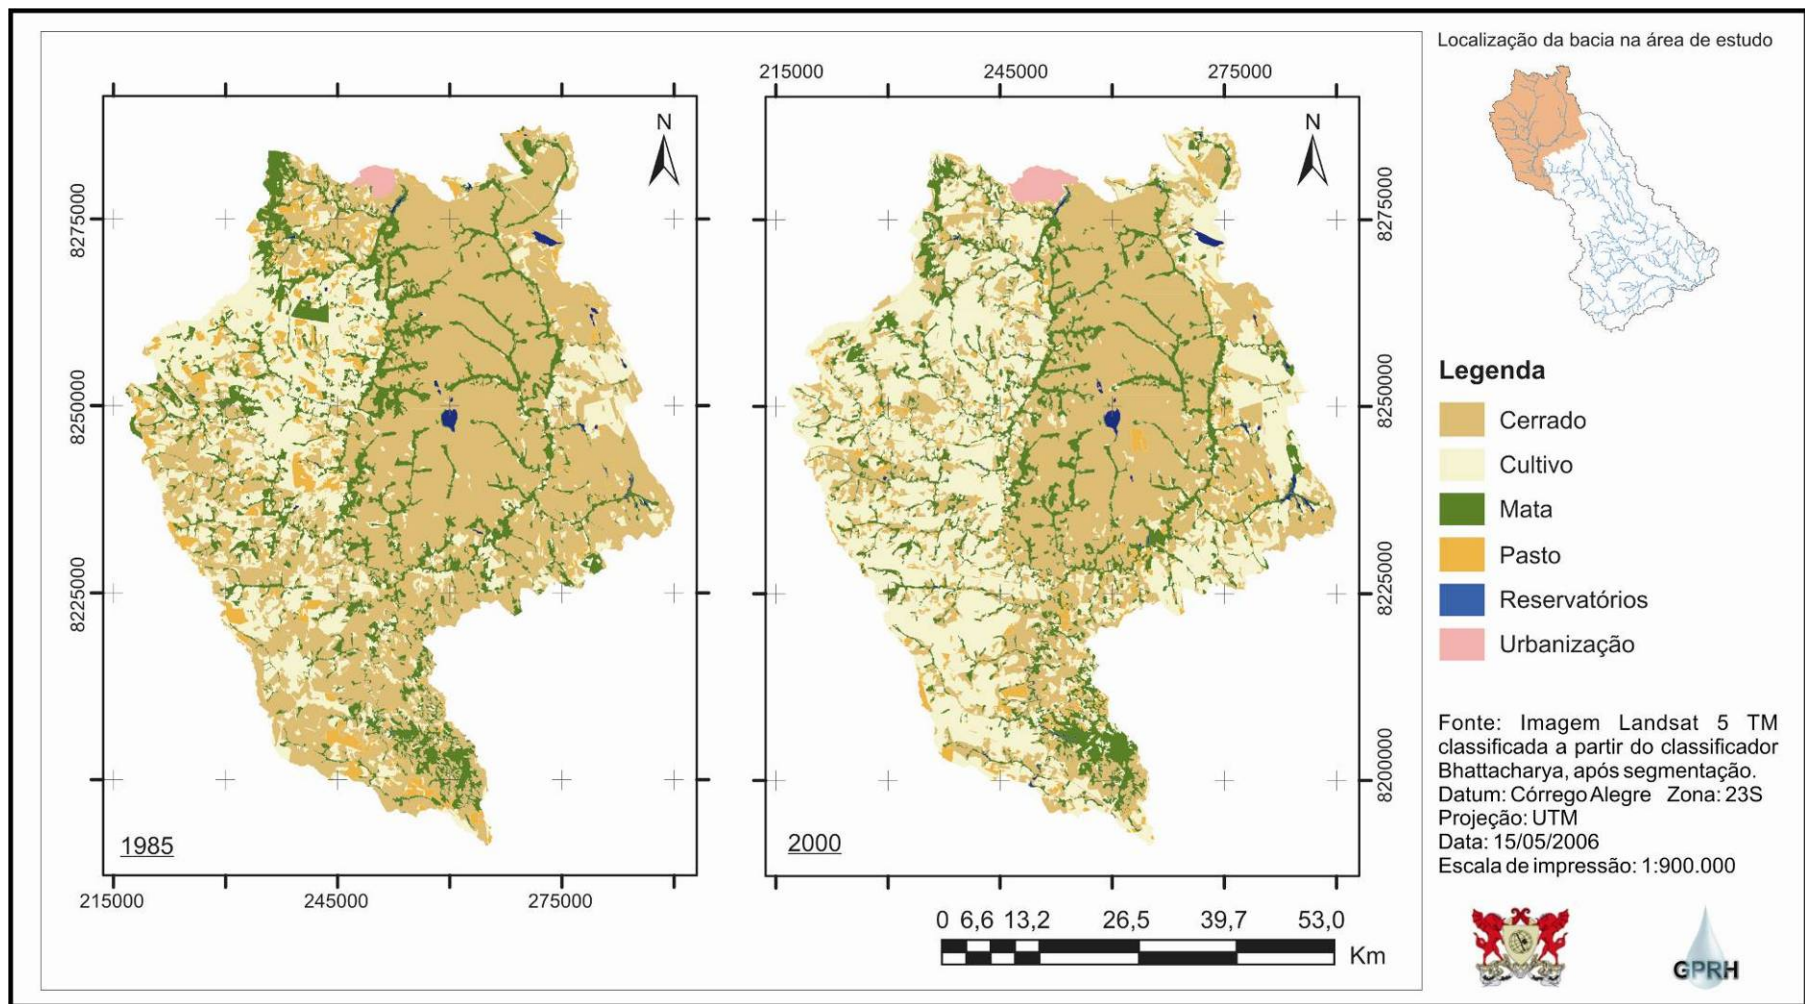 215000 245000 275000
N
N
8275000
8250000
8225000
8275000
8250000
8225000
8200000
1985
2000
215000 245000 275000
0 6,6 13,2 26,5 39,7 53,0
Km
Localização da bacia na área de estudo
Legenda
Cerrado
Cultivo
Mata
Pasto
Reservatórios
Urbanização
Fonte: Imagem Landsat 5 TM
classificada a partir do classificador
Bhattacharya, após segmentação.
Datum: Córrego Alegre Zona: 23S
Projeção: UTM
Data: 15/05/2006
Escala de impressão: 1:900.000
GPRH